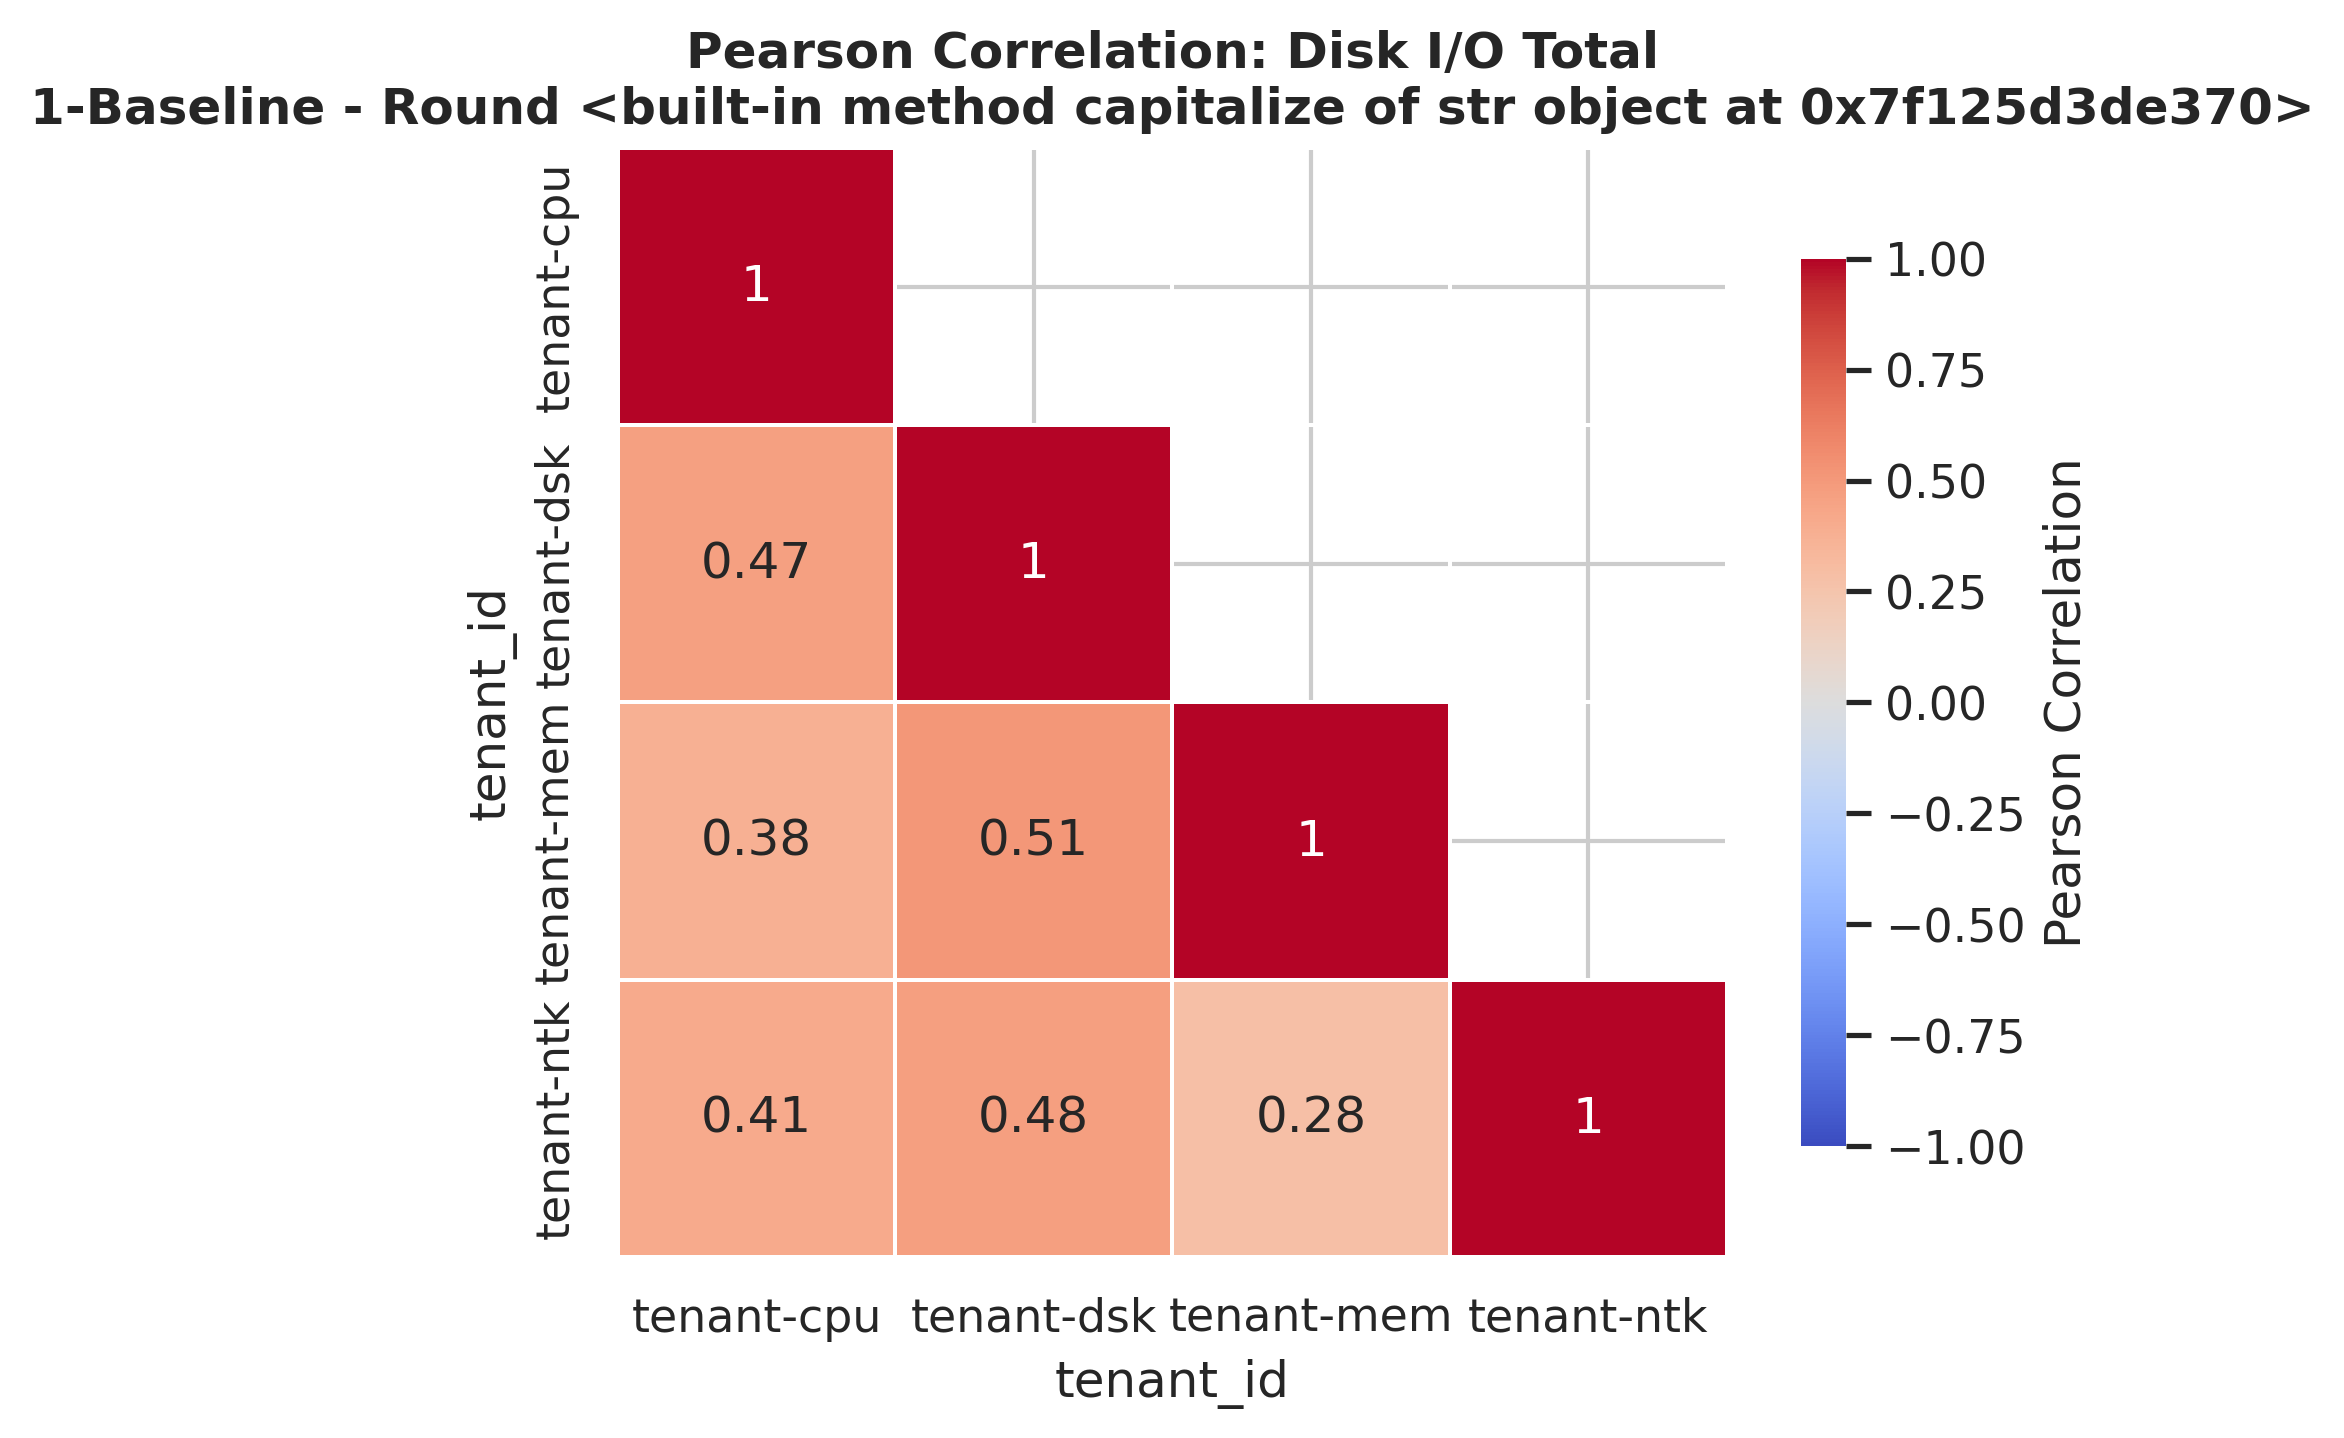 Pearson Correlation: Disk I/O Total
1-Baseline - Round <built-in method capitalize of str object at 0x7f125d3de370>
tenant_id
tenant-cpu
tenant-dsk
tenant-mem
tenant-ntk
1
0.47 1
0.38 0.51 1
0.41 0.48 0.28 1
tenant-cpu tenant-dsk tenant-mem tenant-ntk
tenant_id
1.00
0.75
0.50
0.25
0.00
−0.25
−0.50
−0.75
−1.00
Pearson Correlation